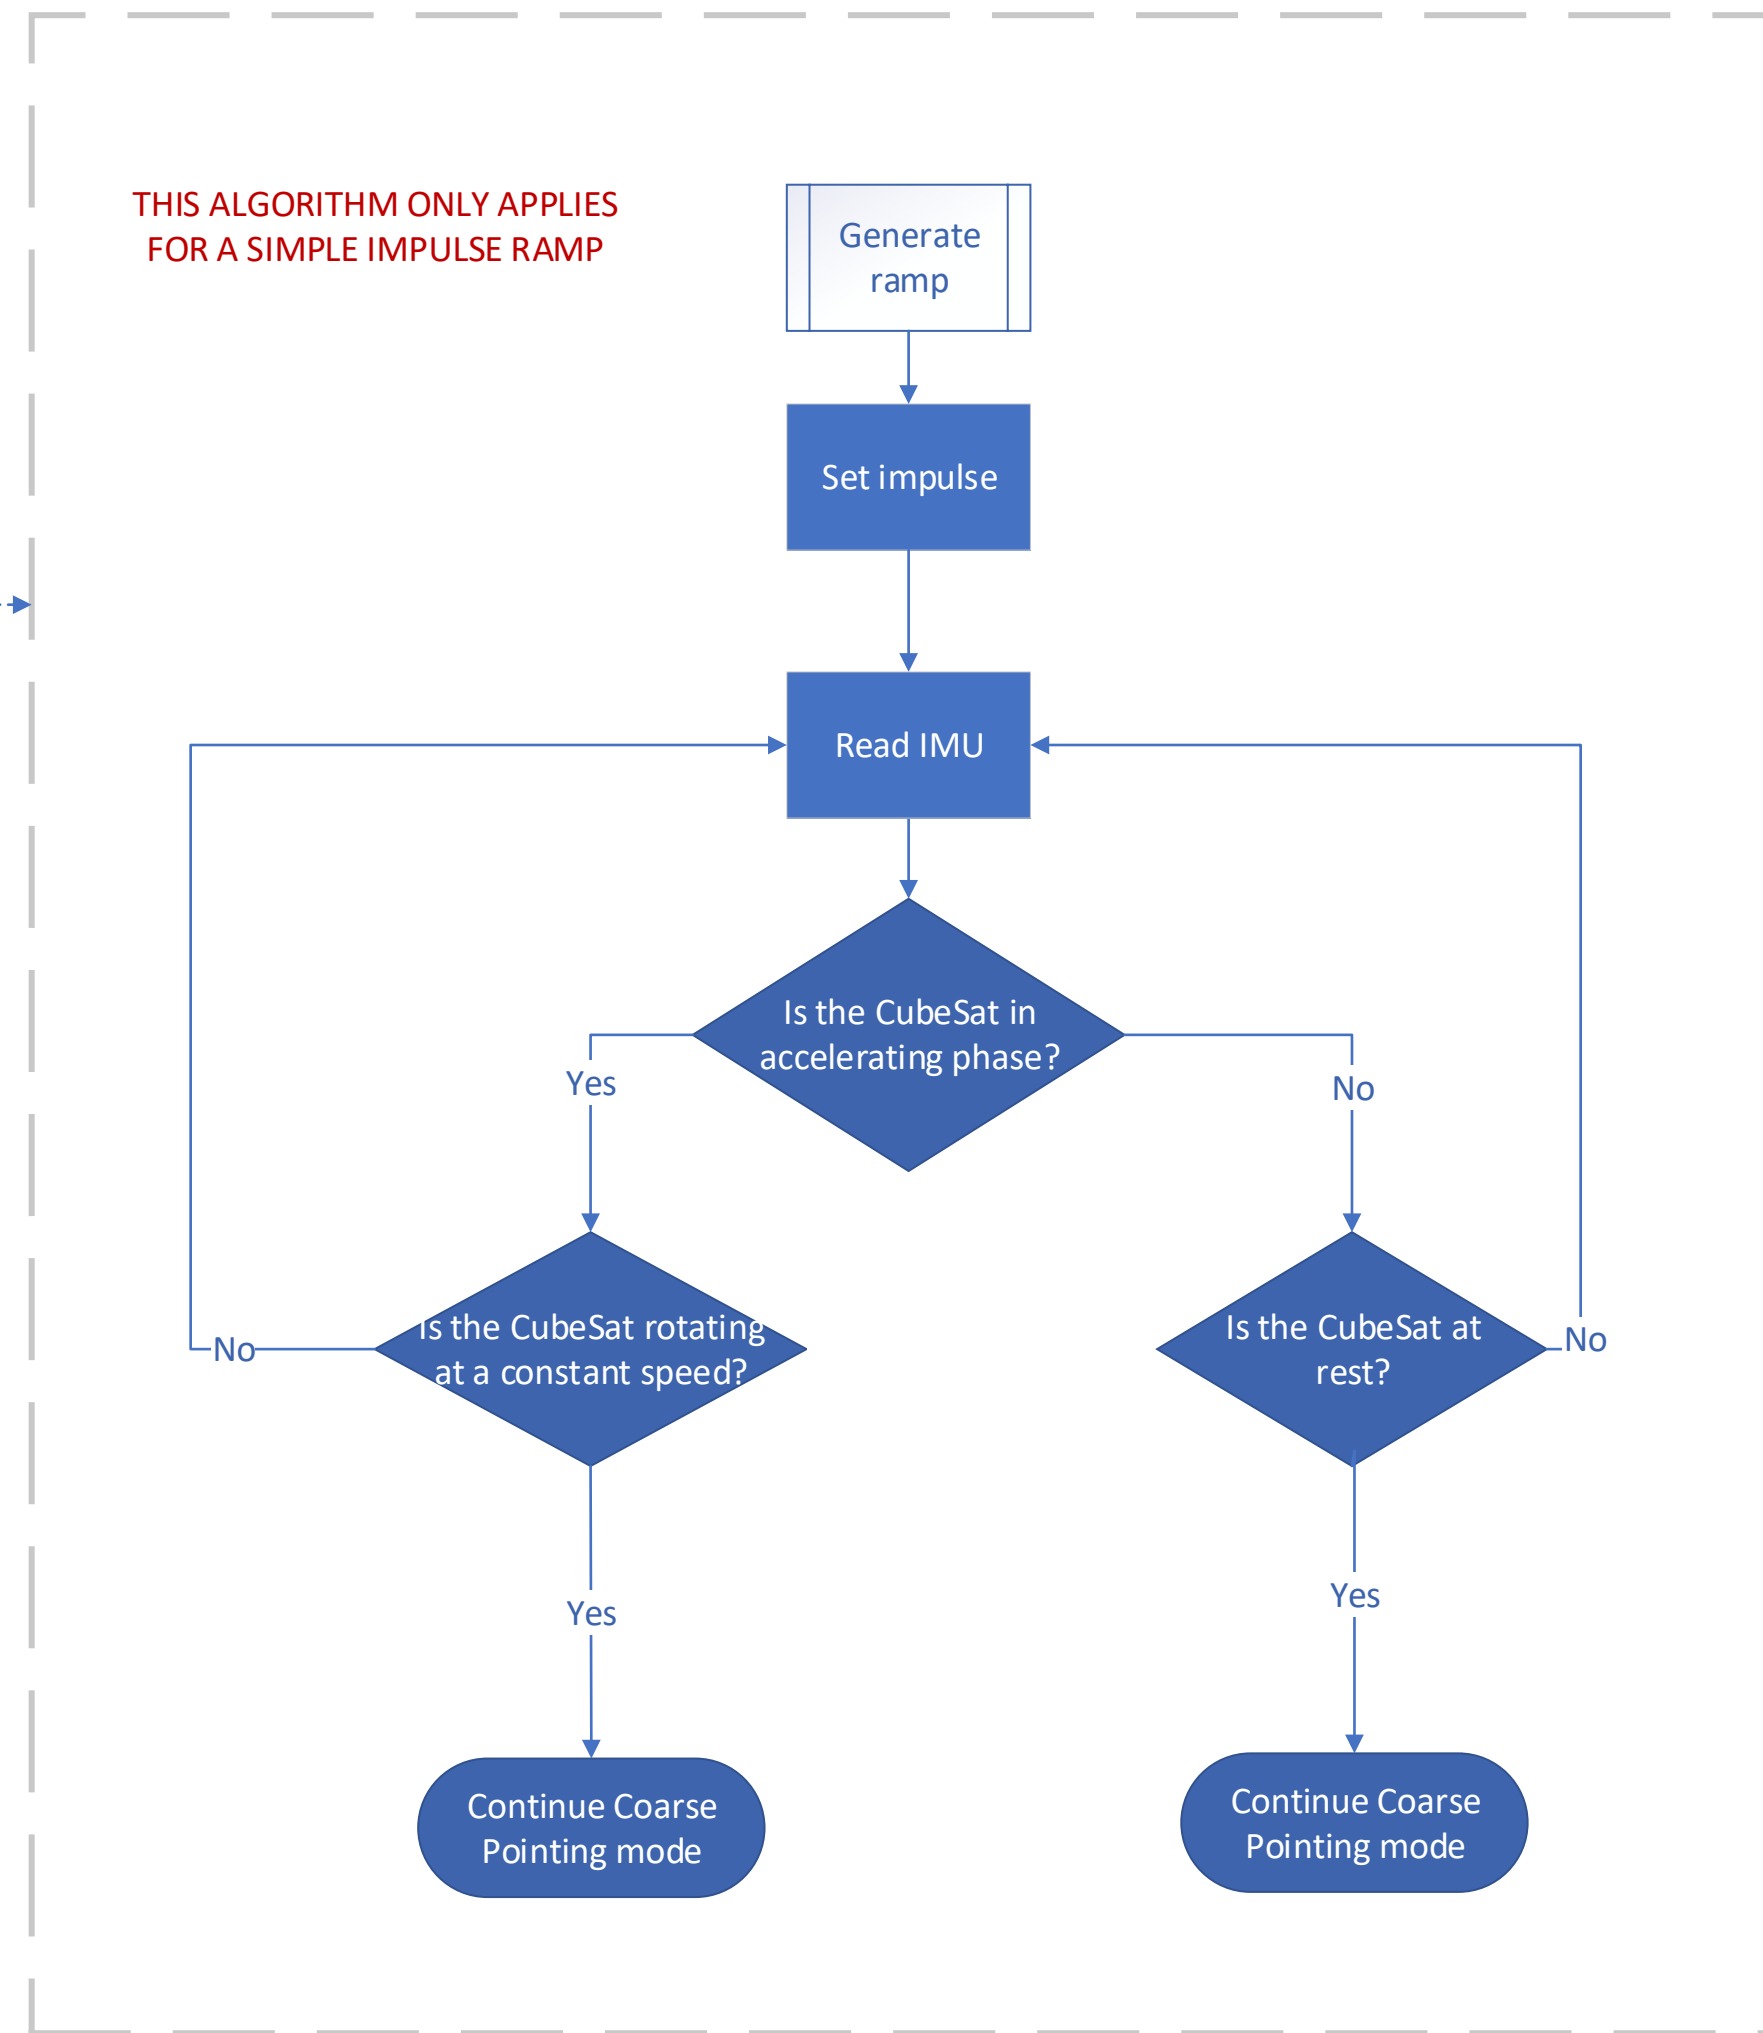 THIS ALGORITHM ONLY APPLIES
FOR A SIMPLE IMPULSE RAMP
Generate
ramp
Set impulse
Read IMU
Is the CubeSat in
accelerating phase?
Yes
No
Is the CubeSat rotating
at a constant speed?
No
Is the CubeSat at
rest?
No
Yes
Yes
Continue Coarse
Pointing mode
Continue Coarse
Pointing mode